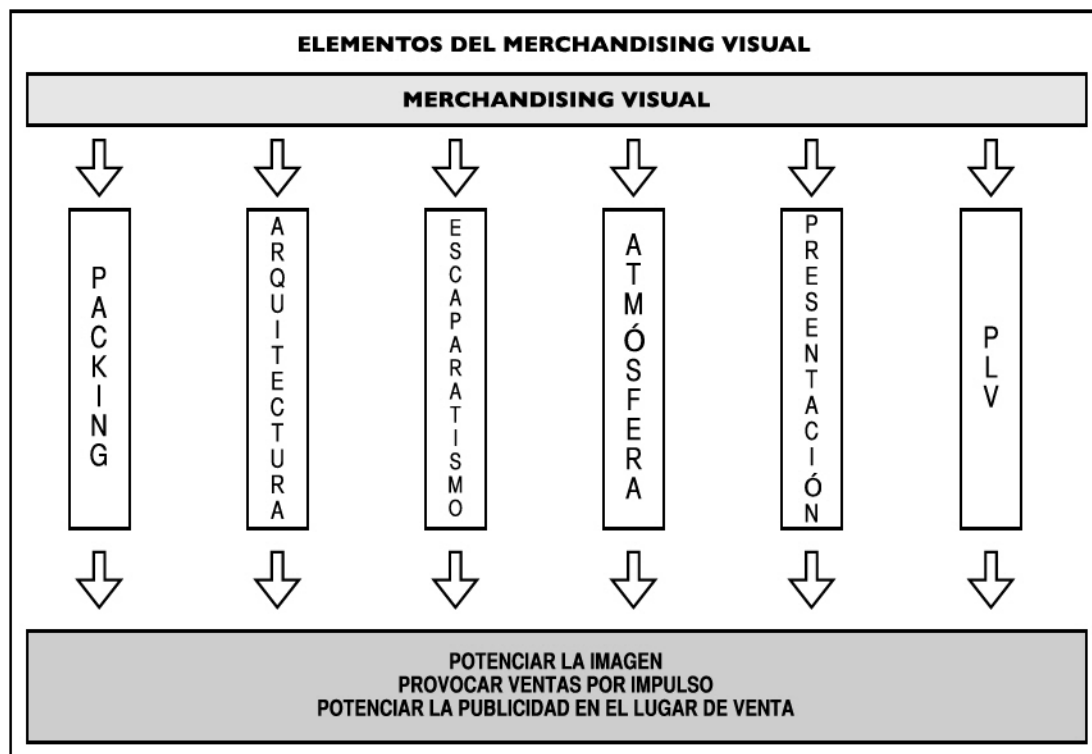 ELEMENTOS DEL MERCHANDISING VISUAL
MERCHANDISING VISUAL
PACKING
ARQUITECTURA
ESCAPARATISMO
ATMÓSFERA
PRESENTACIÓN
PLV
POTENCIAR LA IMAGEN
PROVOCAR VENTAS POR IMPULSO
POTENCIAR LA PUBLICIDAD EN EL LUGAR DE VENTA